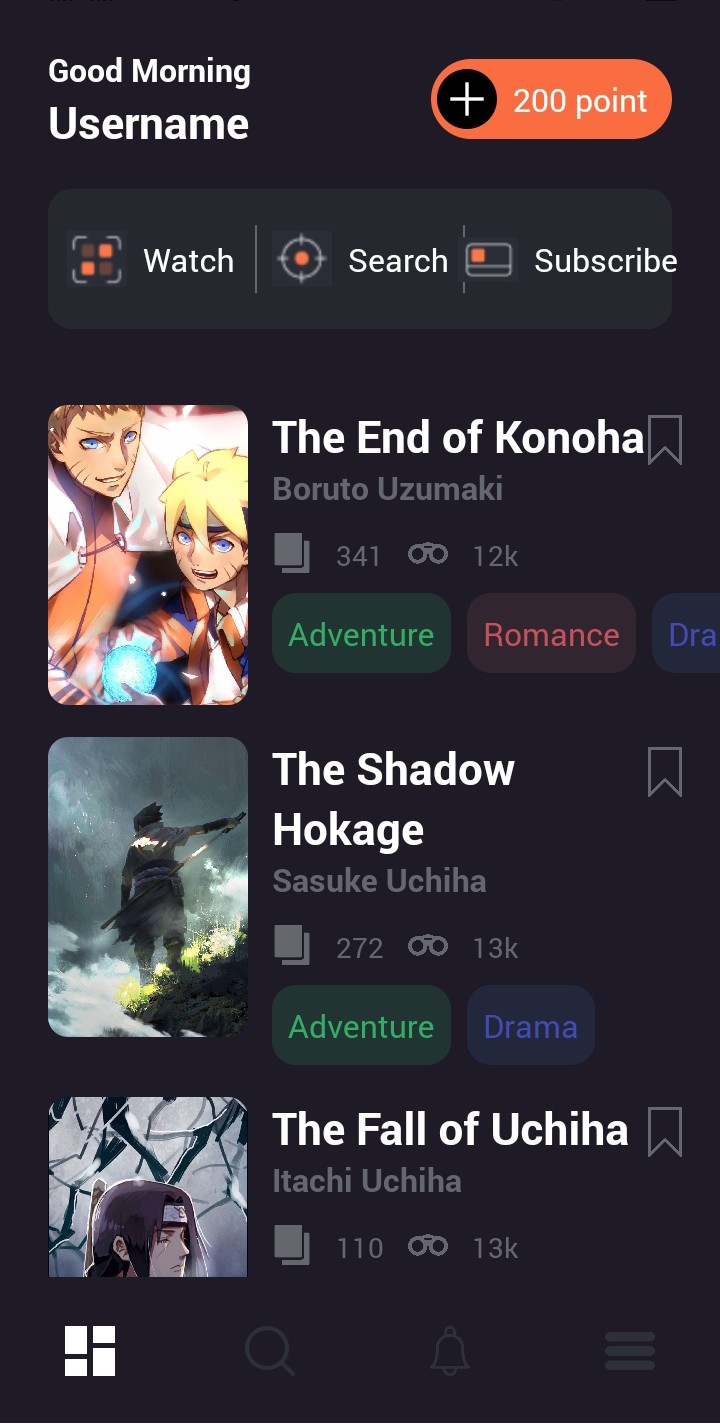 Good Morning
Username
200 point
Watch
Search
Subscribe
The End of Konoha
Boruto Uzumaki
341 12k
Adventure Romance Dra
The Shadow
Hokage
Sasuke Uchiha
272 13k
Adventure Drama
The Fall of Uchiha
Itachi Uchiha
110 13k